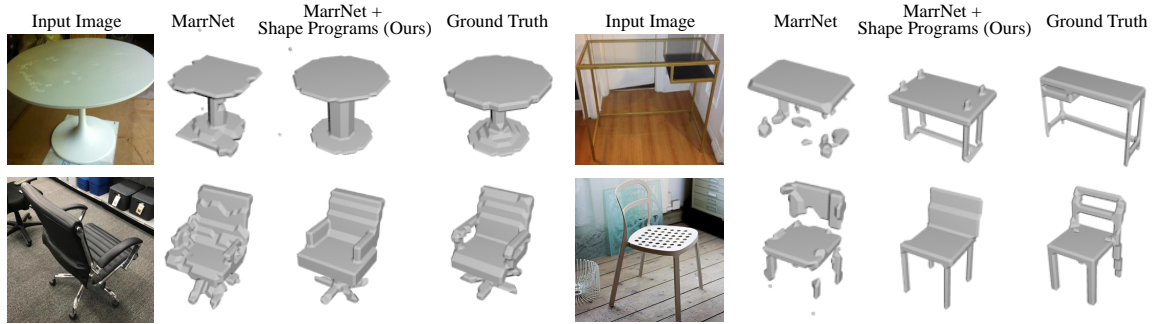 Input Image
MarrNet
MarrNet +
Shape Programs (Ours)
Ground Truth
Input Image
MarrNet
MarrNet +
Shape Programs (Ours)
Ground Truth